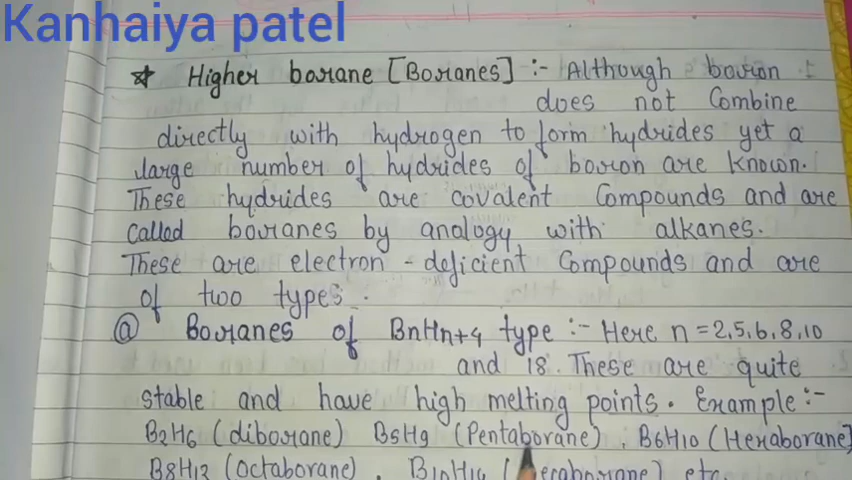 Kanhaiya patel
☆ Higher borane [Boranes] :- Although boron
does not Combine
directly with hydrogen to form hydrides yet a
large number of hydrides of boron are known.
These hydrides are covalent Compounds and are
Called boranes by analogy with alkanes.
These are electron - deficient Compounds and are
of two types :
ⓐ Boranes of BnHn+4 type :- Here n = 2,5,6,8,10
and 18. These are quite
stable and have high melting points. Example :-
B2H6 (diborane) B5H9 (Pentaborane) , B6H10 (Hexaborane)
B8H12 (Octaborane) , B10H14 (ecaborane) etc.